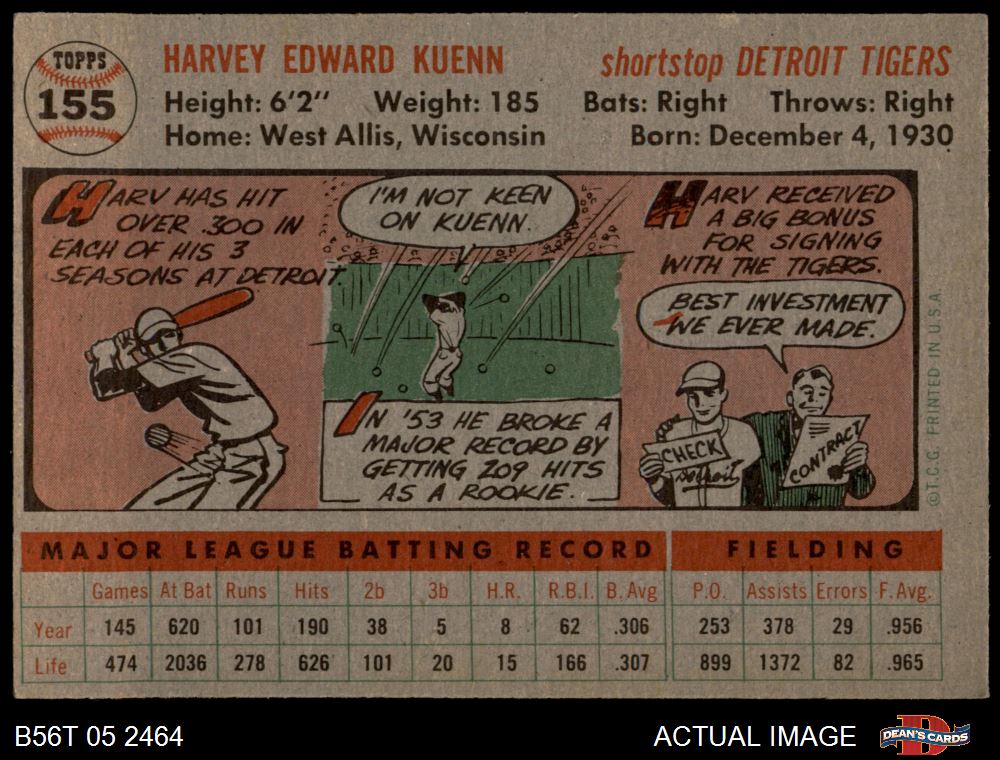 TOPPS
155
HARVEY EDWARD KUENN
shortstop DETROIT TIGERS
Height: 6'2" Weight: 185 Bats: Right Throws: Right
Home: West Allis, Wisconsin Born: December 4, 1930
HARV HAS HIT
OVER .300 IN
EACH OF HIS 3
SEASONS AT DETROIT.
I'M NOT KEEN
ON KUENN.
IN '53 HE BROKE A
MAJOR RECORD BY
GETTING 209 HITS
AS A ROOKIE.
HARV RECEIVED
A BIG BONUS
FOR SIGNING
WITH THE TIGERS.
BEST INVESTMENT
WE EVER MADE.
CHECK
Detroit
CONTRACT
©T.C.G. PRINTED IN U.S.A.
MAJOR LEAGUE BATTING RECORD FIELDING
Games At Bat Runs Hits 2b 3b H.R. R.B.I. B. Avg P.O. Assists Errors F. Avg.
Year 145 620 101 190 38 5 8 62 .306 253 378 29 .956
Life 474 2036 278 626 101 20 15 166 .307 899 1372 82 .965
B56T 05 2464
ACTUAL IMAGE
D
DEAN'S CARDS